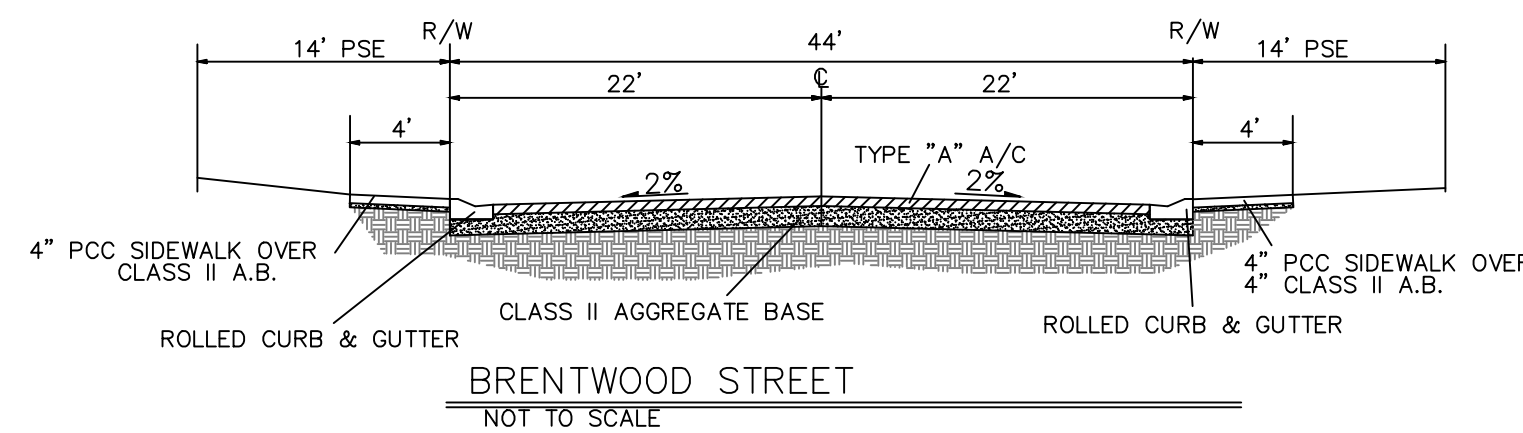 R/W
R/W
14' PSE
44'
14' PSE
22'
℄
22'
4'
4'
TYPE "A" A/C
2%
2%
4" PCC SIDEWALK OVER
CLASS II A.B.
4" PCC SIDEWALK OVER
4" CLASS II A.B.
CLASS II AGGREGATE BASE
ROLLED CURB & GUTTER
ROLLED CURB & GUTTER
BRENTWOOD STREET
NOT TO SCALE